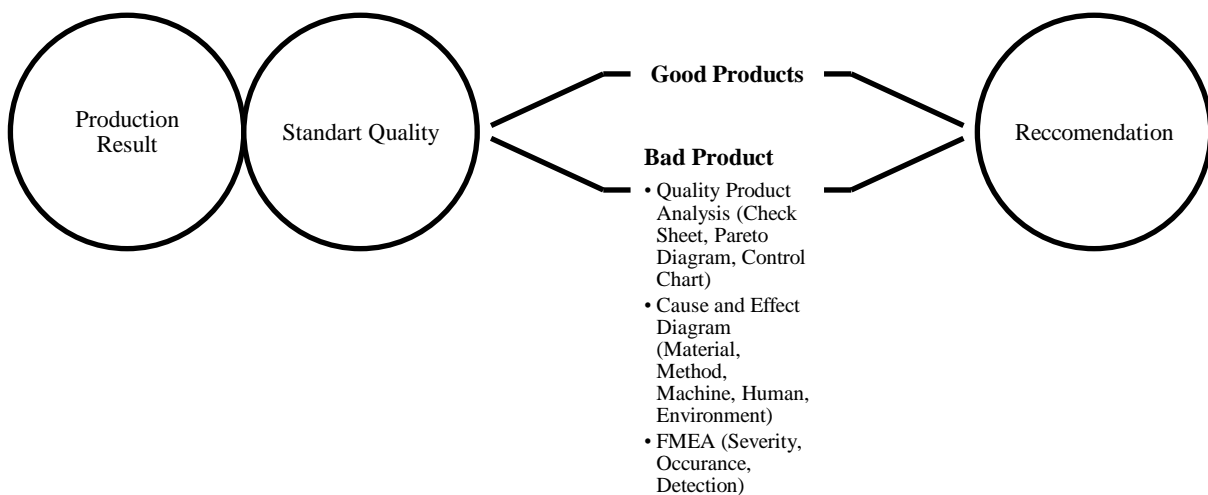 Production
Result
Standart Quality
Good Products
Bad Product
• Quality Product
Analysis (Check
Sheet, Pareto
Diagram, Control
Chart)
• Cause and Effect
Diagram
(Material,
Method,
Machine, Human,
Environment)
• FMEA (Severity,
Occurance,
Detection)
Reccomendation